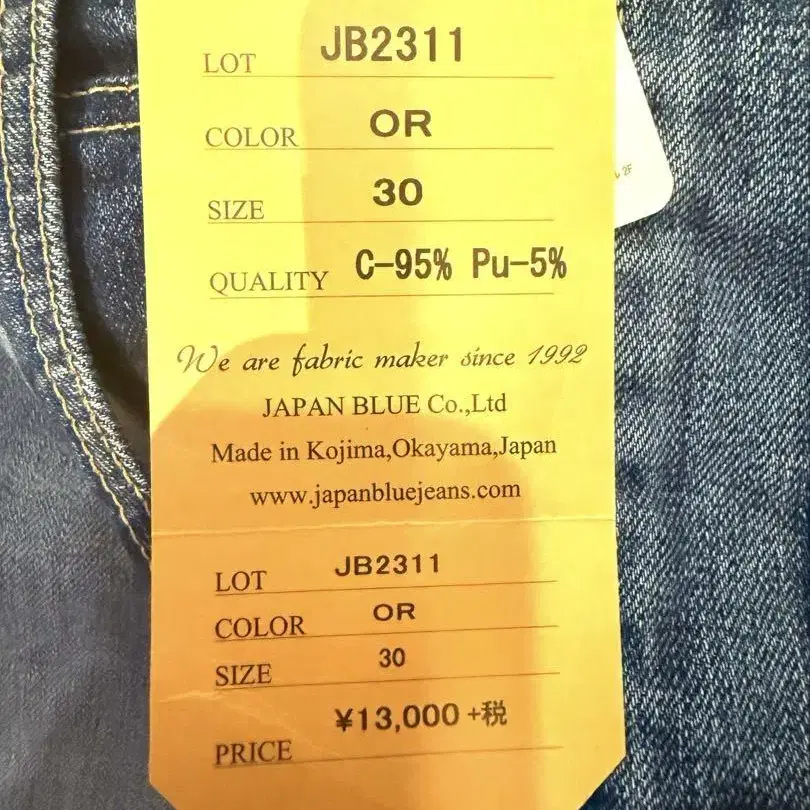 LOT JB2311
COLOR OR
SIZE 30
QUALITY C-95% Pu-5%
We are fabric maker since 1992
JAPAN BLUE Co.,Ltd
Made in Kojima,Okayama,Japan
www.japanbluejeans.com
LOT JB2311
COLOR OR
SIZE 30
PRICE ¥13,000+税
2F